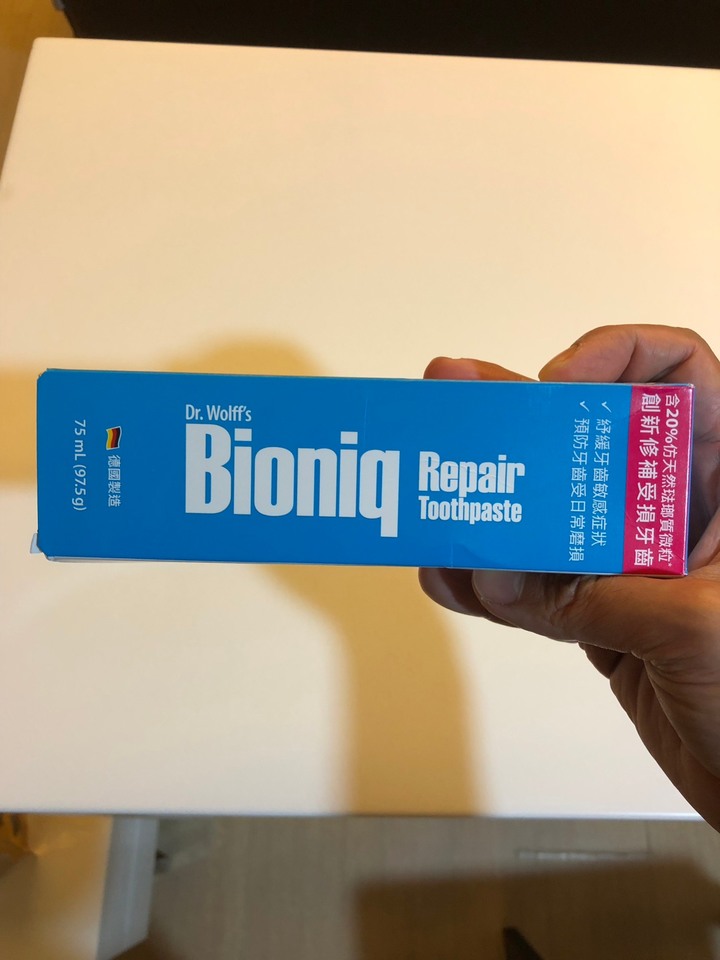 Dr. Wolff's
Bioniq
Repair
Toothpaste
含20%仿天然琺瑯質微粒*
創新修補受損牙齒
✓ 紓緩牙齒敏感症狀
✓ 預防牙齒受日常磨損
德國製造
75 mL (97.5 g)